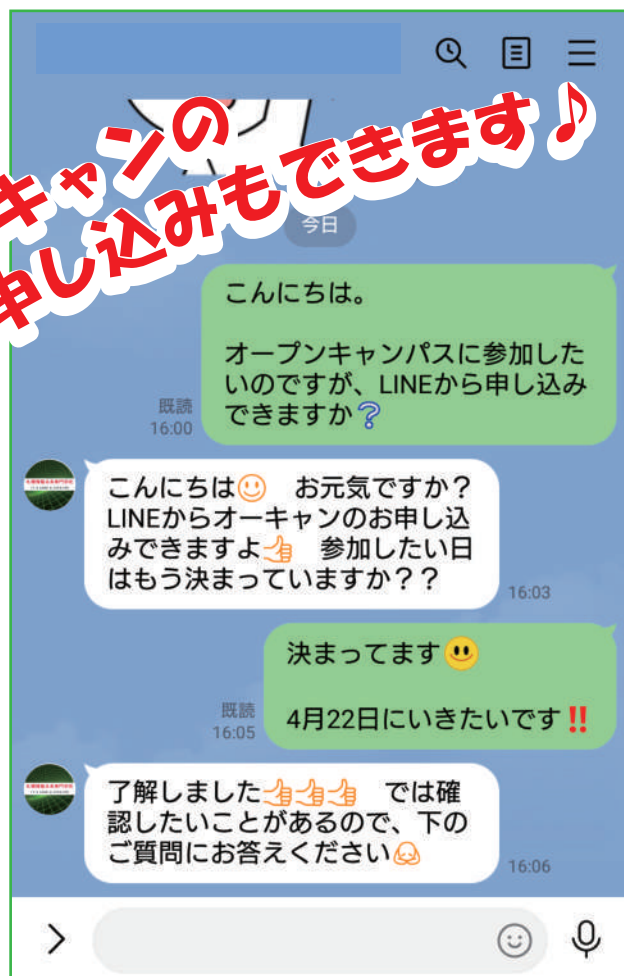 キャンの
申し込みもできます♪
今日
こんにちは。
オープンキャンパスに参加した
いのですが、LINEから申し込み
できますか?
既読
16:00
こんにちは☺ お元気ですか？
LINEからオーキャンのお申し込
みできますよ👍 参加したい日
はもう決まっていますか？？
16:03
決まってます🙂
4月22日にいきたいです‼
既読
16:05
了解しました👍👍👍 では確
認したいことがあるので、下の
ご質問にお答えください🙇
16:06